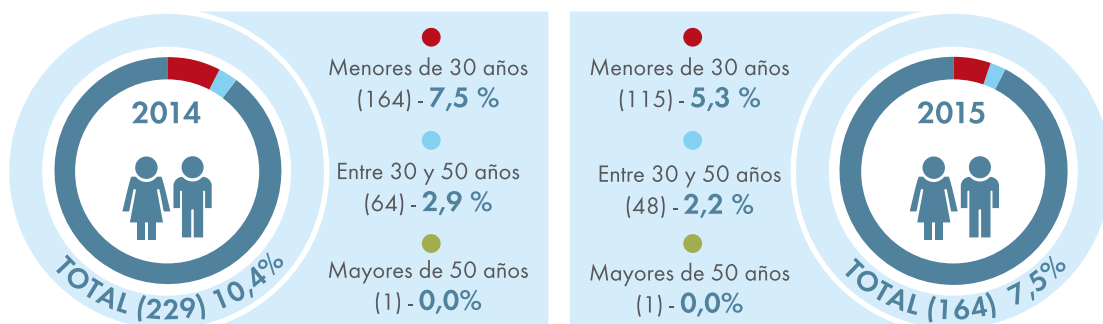 2014
TOTAL (229) 10,4%
Menores de 30 años
(164) - 7,5 %
Entre 30 y 50 años
(64) - 2,9 %
Mayores de 50 años
(1) - 0,0%
Menores de 30 años
(115) - 5,3 %
Entre 30 y 50 años
(48) - 2,2 %
Mayores de 50 años
(1) - 0,0%
2015
TOTAL (164) 7,5%